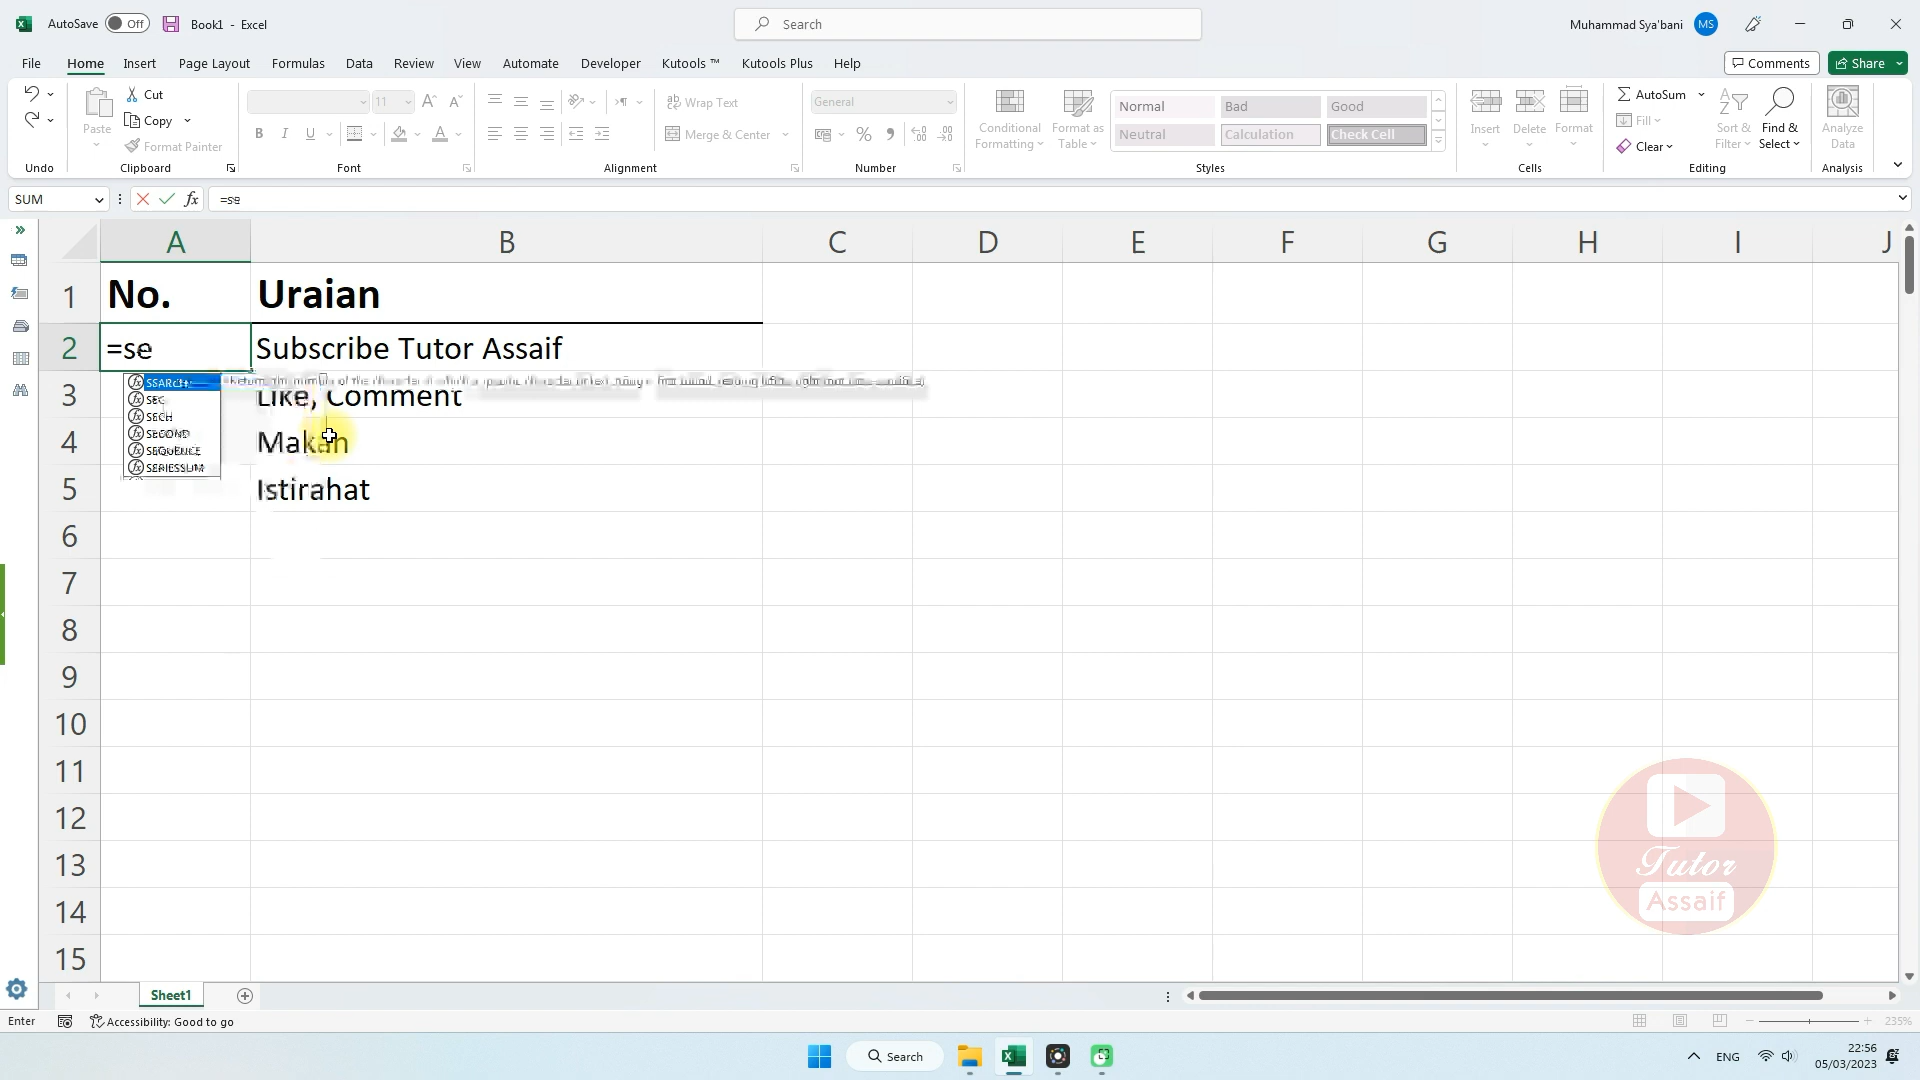 AutoSave Off Book1 - Excel Search Muhammad Sya'bani MS
File Home Insert Page Layout Formulas Data Review View Automate Developer Kutools ™ Kutools Plus Help Comments Share
Paste Cut Copy Format Painter
11
Wrap Text
Merge & Center
General
Conditional Formatting Format as Table
Normal Bad Good
Neutral Calculation Check Cell
Insert Delete Format
AutoSum
Fill
Clear
Sort & Filter
Find & Select
Analyze Data
Undo Clipboard Font Alignment Number Styles Cells Editing Analysis
SUM fx =se
A B C D E F G H I J
1 No. Uraian
2 =se Subscribe Tutor Assaif
3 Like, Comment
4 Makan
5 Istirahat
SEC
SECH
SECOND
SEQUENCE
SERIESSUM
6
7
8
9
10
11
12
13
14
15
Tutor
Assaif
Sheet1
Enter Accessibility: Good to go 235%
Search
ENG
22:56
05/03/2023